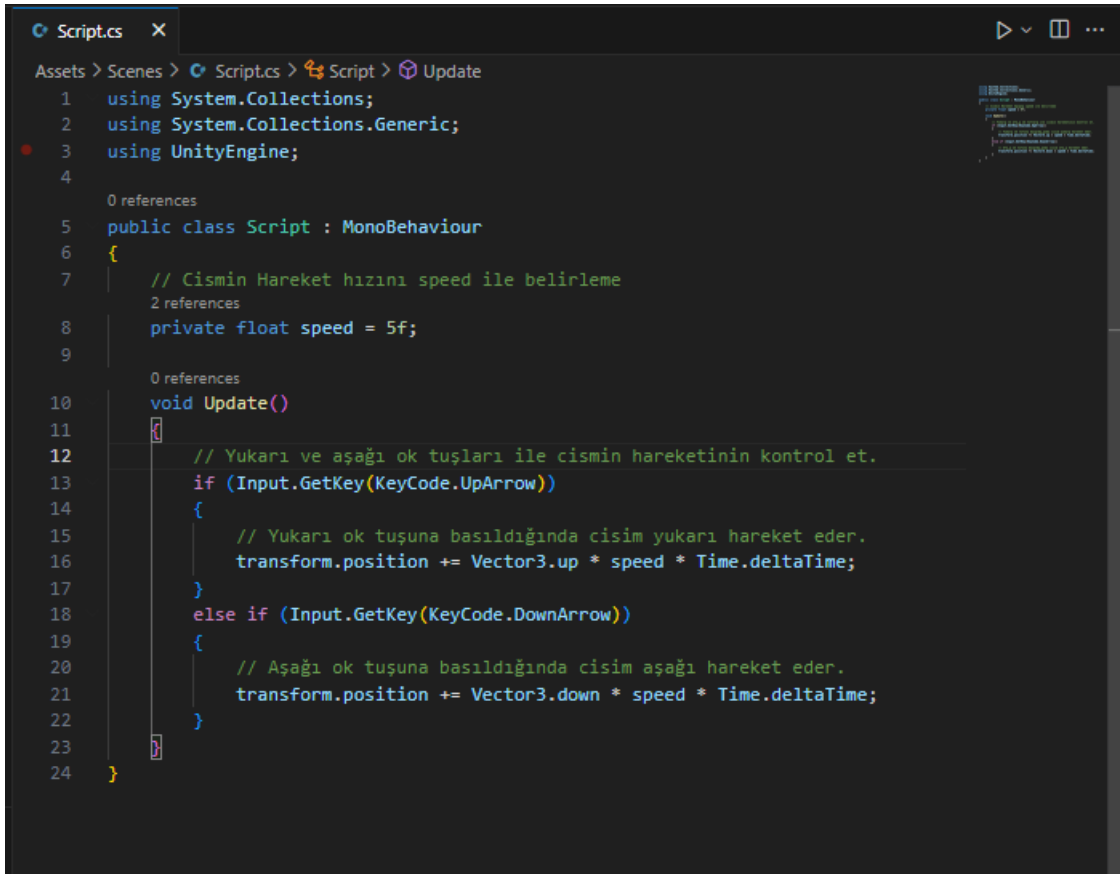 Script.cs
Assets > Scenes > Script.cs > Script > Update
1 using System.Collections;
2 using System.Collections.Generic;
3 using UnityEngine;
4
0 references
5 public class Script : MonoBehaviour
6 {
7 // Cismin Hareket hızını speed ile belirleme
2 references
8 private float speed = 5f;
9
0 references
10 void Update()
11 {
12 // Yukarı ve aşağı ok tuşları ile cismin hareketinin kontrol et.
13 if (Input.GetKey(KeyCode.UpArrow))
14 {
15 // Yukarı ok tuşuna basıldığında cisim yukarı hareket eder.
16 transform.position += Vector3.up * speed * Time.deltaTime;
17 }
18 else if (Input.GetKey(KeyCode.DownArrow))
19 {
20 // Aşağı ok tuşuna basıldığında cisim aşağı hareket eder.
21 transform.position += Vector3.down * speed * Time.deltaTime;
22 }
23 }
24 }